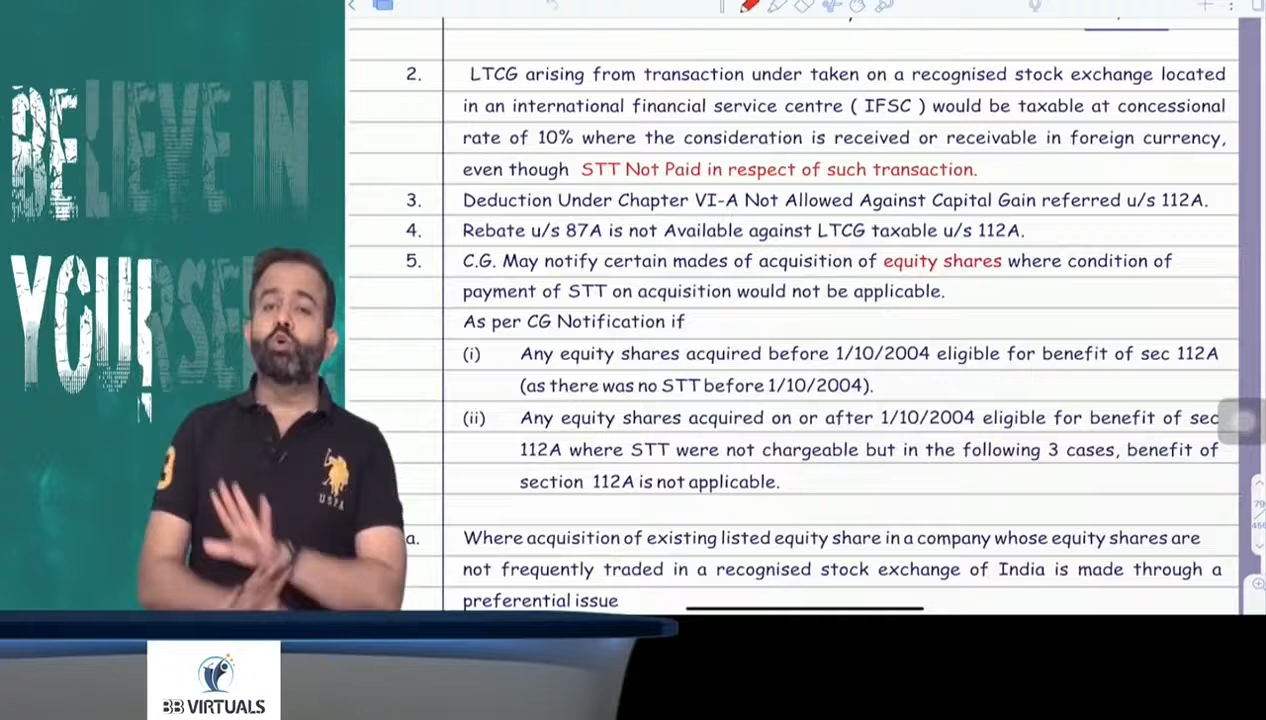 BELIEVE IN
YOURSE
2. LTCG arising from transaction under taken on a recognised stock exchange located
in an international financial service centre ( IFSC ) would be taxable at concessional
rate of 10% where the consideration is received or receivable in foreign currency,
even though STT Not Paid in respect of such transaction.
3. Deduction Under Chapter VI-A Not Allowed Against Capital Gain referred u/s 112A.
4. Rebate u/s 87A is not Available against LTCG taxable u/s 112A.
5. C.G. May notify certain mades of acquisition of equity shares where condition of
payment of STT on acquisition would not be applicable.
As per CG Notification if
(i) Any equity shares acquired before 1/10/2004 eligible for benefit of sec 112A
(as there was no STT before 1/10/2004).
(ii) Any equity shares acquired on or after 1/10/2004 eligible for benefit of sec
112A where STT were not chargeable but in the following 3 cases, benefit of
section 112A is not applicable.
a. Where acquisition of existing listed equity share in a company whose equity shares are
not frequently traded in a recognised stock exchange of India is made through a
preferential issue
3
USPA
BB VIRTUALS